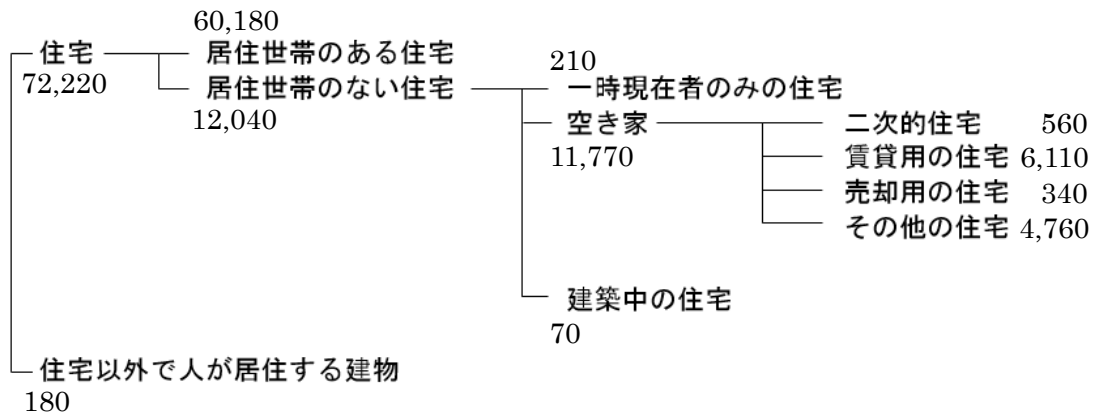 60,180
住宅 居住世帯のある住宅
72,220 居住世帯のない住宅 210
12,040 一時現在者のみの住宅
空き家 二次的住宅 560
11,770 賃貸用の住宅 6,110
売却用の住宅 340
その他の住宅 4,760
建築中の住宅
70
住宅以外で人が居住する建物
180